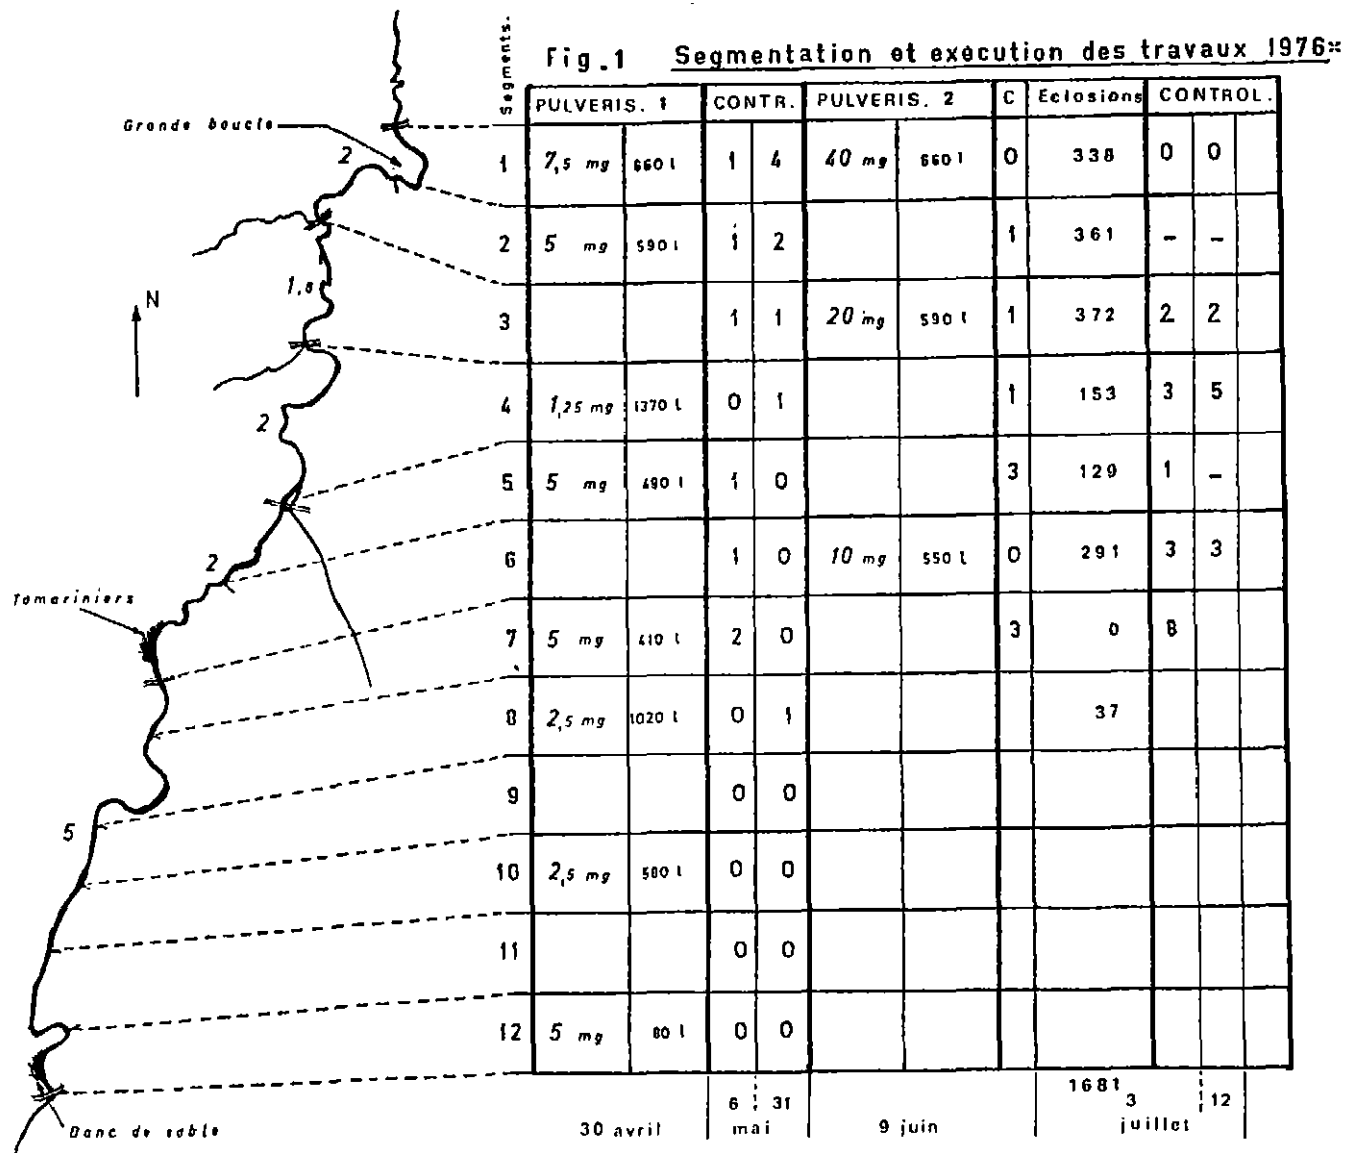 Fig.1 Segmentation et execution des travaux 1976*
Segments.
PULVERIS. 1 CONTR. PULVERIS. 2 C Eclosions CONTROL.
Grande boucle
1 7,5 mg 660 l 1 4 40 mg 660 l 0 338 0 0
2
2 5 mg 590 l 1 2 1 361 – –
1,8
N
3 1 1 20 mg 590 l 1 372 2 2
4 1,25 mg 1370 l 0 1 1 153 3 5
2
5 5 mg 490 l 1 0 3 129 1 –
6 1 0 10 mg 550 l 0 291 3 3
2
Tamariniers
7 5 mg 410 l 2 0 3 0 8
8 2,5 mg 1020 l 0 1 37
9 0 0
5
10 2,5 mg 580 l 0 0
11 0 0
12 5 mg 80 l 0 0
1681
6 31 3 12
30 avril mai 9 juin juillet
Banc de sable